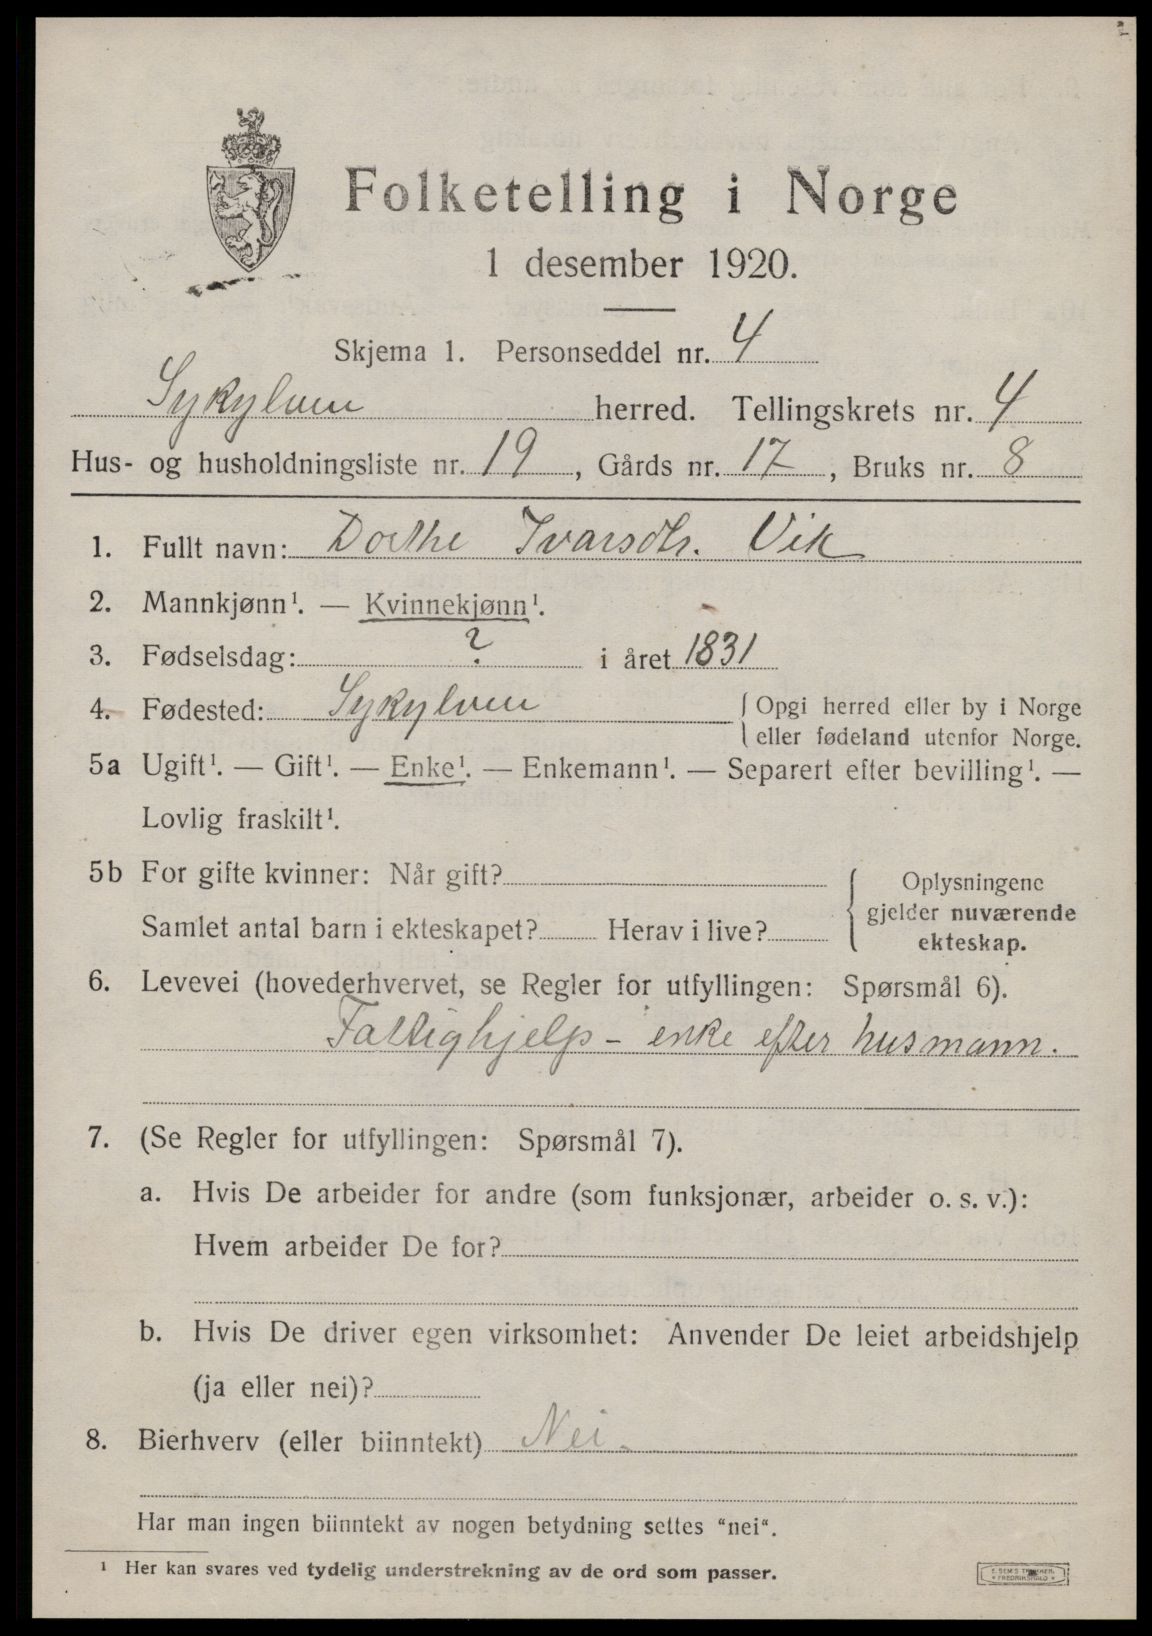 Folketelling i Norge
1 desember 1920.
Skjema 1. Personseddel nr. 4
Sykylven herred. Tellingskrets nr. 4
Hus- og husholdningsliste nr. 19, Gårds nr. 17, Bruks nr. 8
1. Fullt navn: Dorthe Ivarsdtr. Vik
2. Mannkjønn¹. — Kvinnekjønn¹.
3. Fødselsdag: ? i året 1831
4. Fødested: Sykylven { Opgi herred eller by i Norge
eller fødeland utenfor Norge.
5a Ugift¹. — Gift¹. — Enke¹. — Enkemann¹. — Separert efter bevilling¹. —
Lovlig fraskilt¹.
5b For gifte kvinner: Når gift?
Samlet antal barn i ekteskapet? Herav i live?
{ Oplysningene
gjelder nuværende
ekteskap.
6. Levevei (hovederhvervet, se Regler for utfyllingen: Spørsmål 6).
Fattighjelp - enke efter husmann.
7. (Se Regler for utfyllingen: Spørsmål 7).
a. Hvis De arbeider for andre (som funksjonær, arbeider o. s. v.):
Hvem arbeider De for?
b. Hvis De driver egen virksomhet: Anvender De leiet arbeidshjelp
(ja eller nei)?
8. Bierhverv (eller biinntekt) Nei.
Har man ingen biinntekt av nogen betydning settes "nei".
¹ Her kan svares ved tydelig understrekning av de ord som passer.